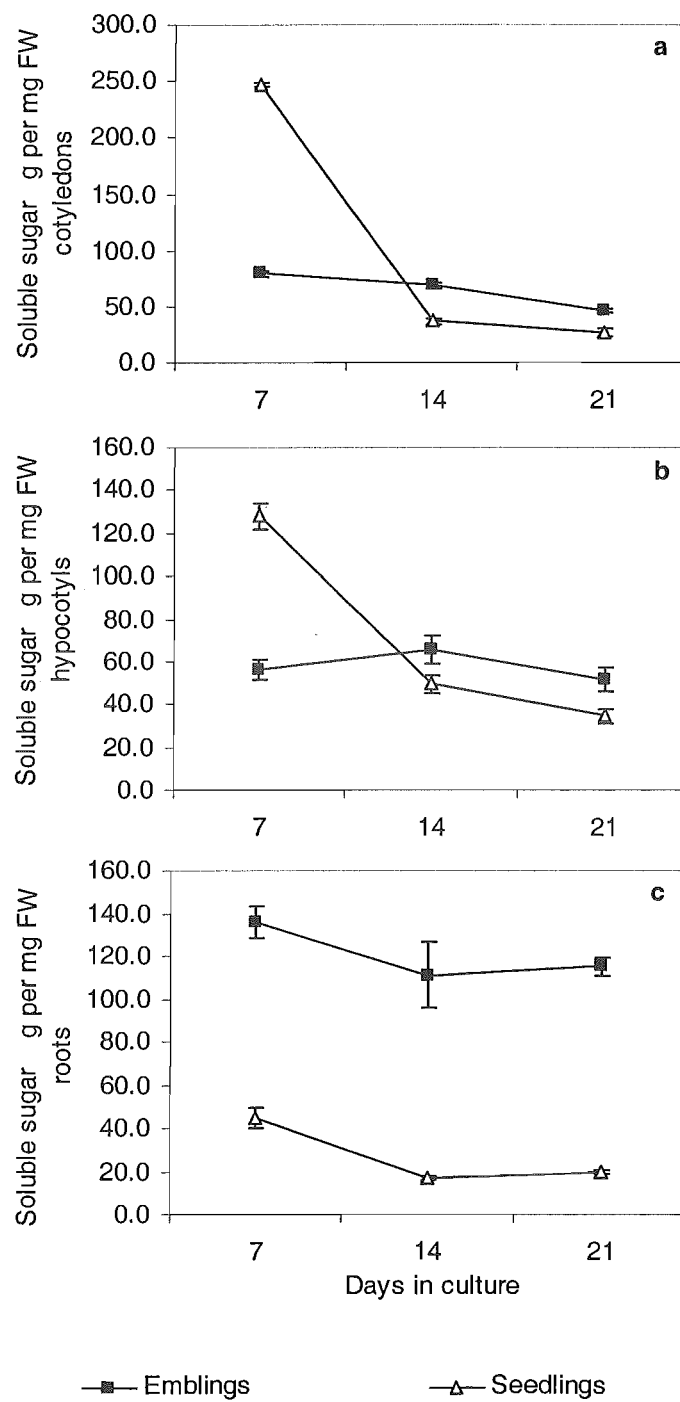 a
Soluble sugar g per mg FW
cotyledons
300.0
250.0
200.0
150.0
100.0
50.0
0.0
7 14 21
b
Soluble sugar g per mg FW
hypocotyls
160.0
140.0
120.0
100.0
80.0
60.0
40.0
20.0
0.0
7 14 21
c
Soluble sugar g per mg FW
roots
160.0
140.0
120.0
100.0
80.0
60.0
40.0
20.0
0.0
7 14 21
Days in culture
Emblings Seedlings